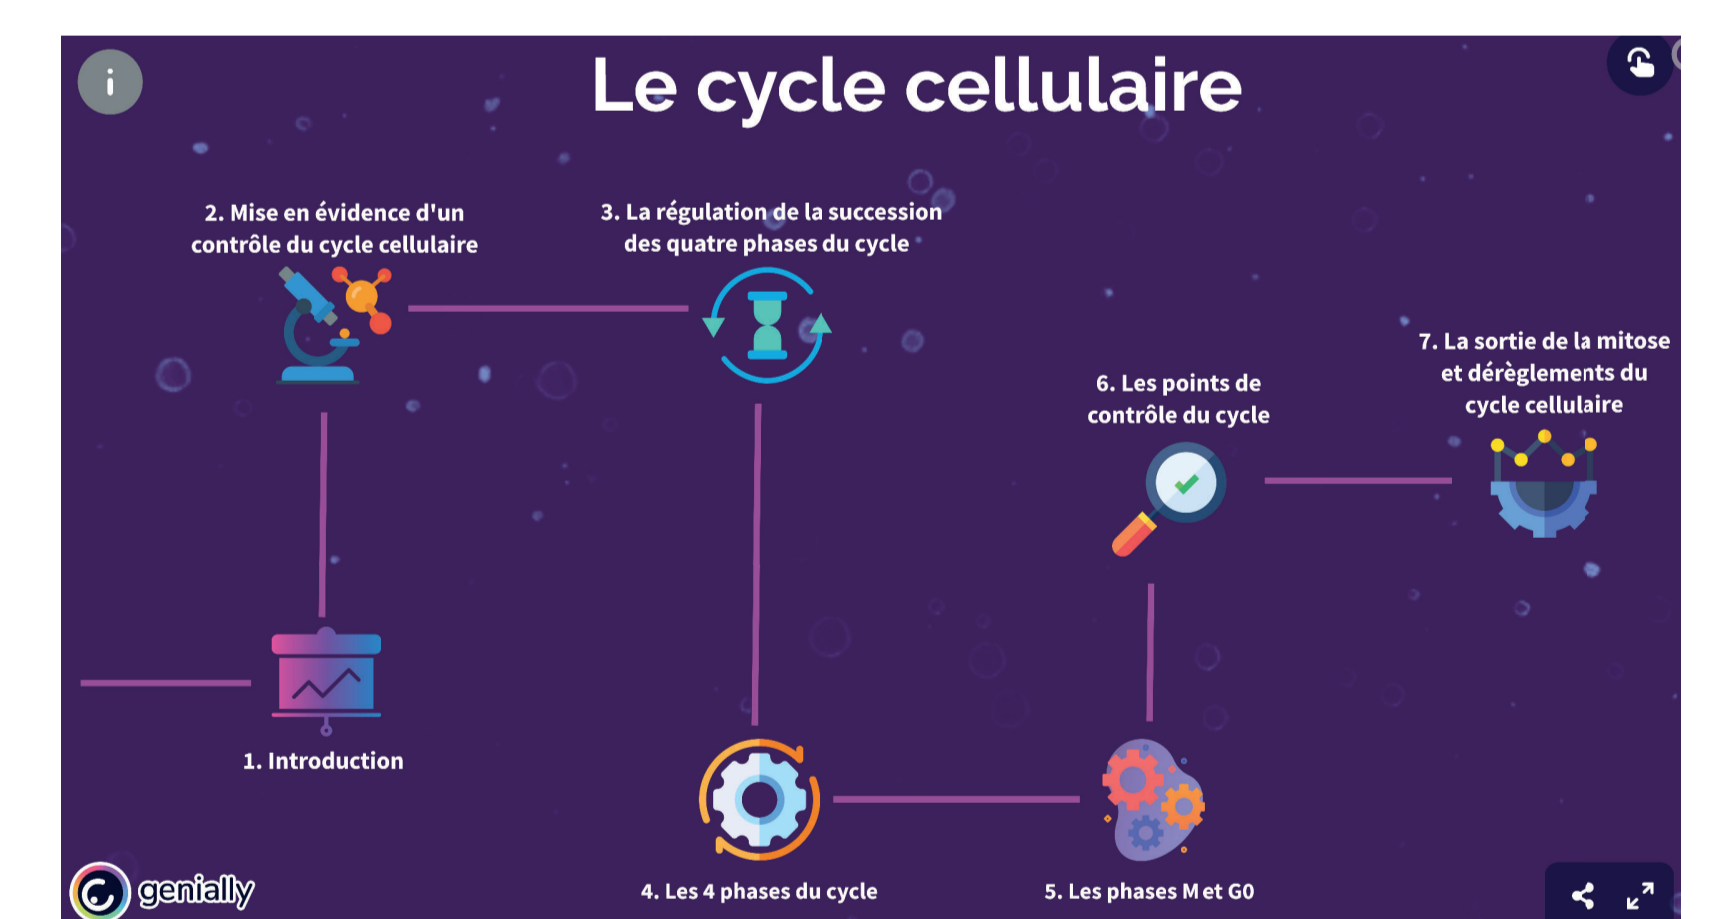 Le cycle cellulaire
2. Mise en évidence d'un
contrôle du cycle cellulaire
3. La régulation de la succession
des quatre phases du cycle
7. La sortie de la mitose
et dérèglements du
cycle cellulaire
6. Les points de
contrôle du cycle
1. Introduction
4. Les 4 phases du cycle
5. Les phases M et G0
genially